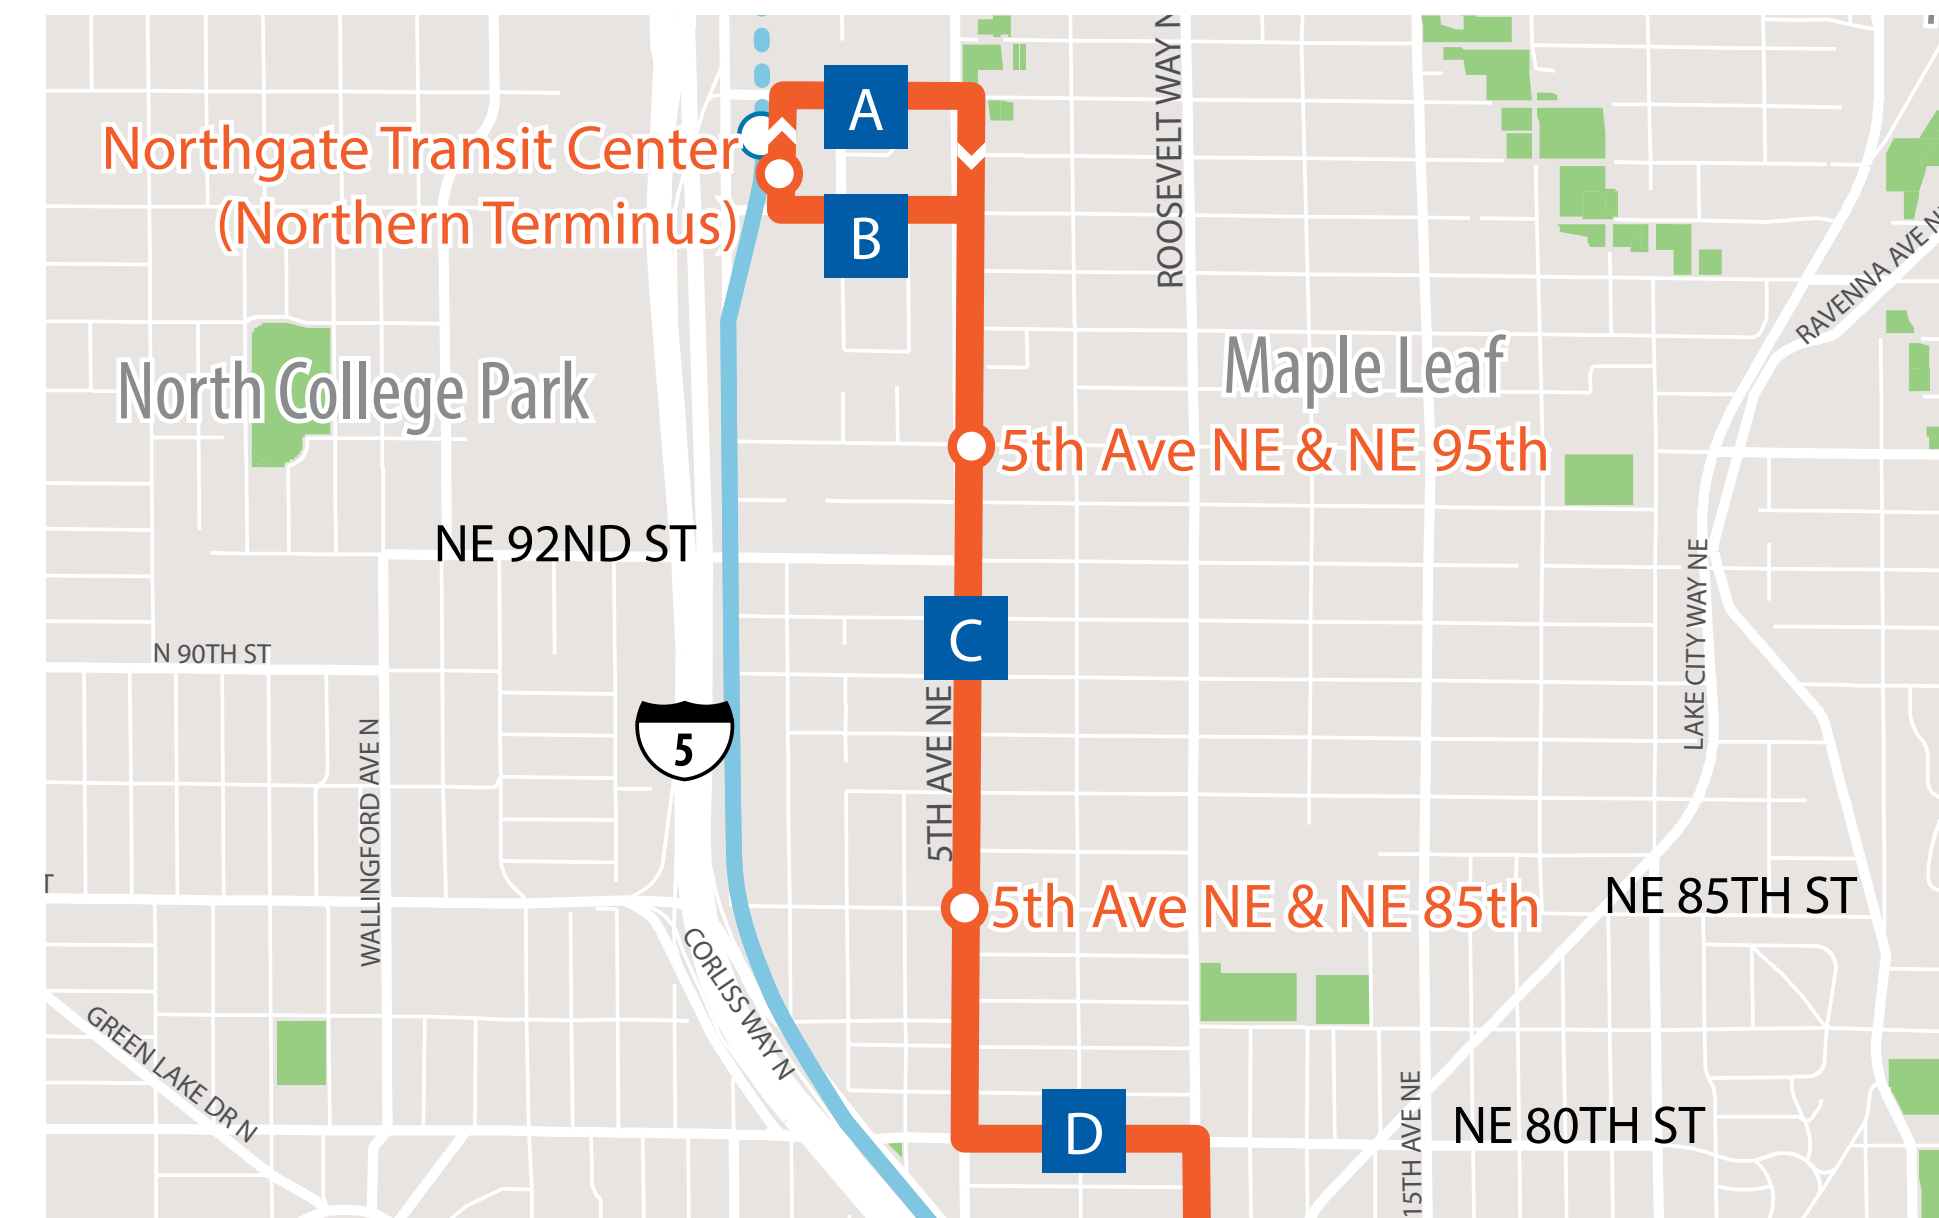 ROOSEVELT WAY N
A
Northgate Transit Center
(Northern Terminus)
B
RAVENNA AVE N
North College Park
Maple Leaf
5th Ave NE & NE 95th
NE 92ND ST
C
N 90TH ST
LAKE CITY WAY NE
5
5TH AVE NE
WALLINGFORD AVE N
T
NE 85TH ST
5th Ave NE & NE 85th
CORLISS WAY N
GREEN LAKE DR N
D
NE 80TH ST
15TH AVE NE